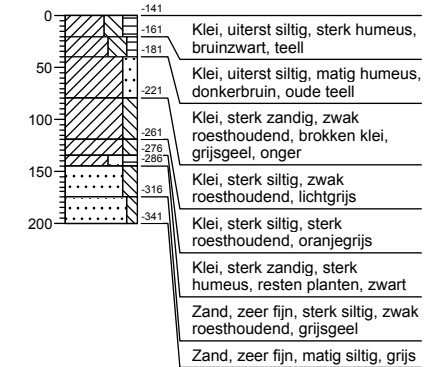 0
50
100
150
200
-141
-161
-181
-221
-261
-276
-286
-316
-341
Klei, uiterst siltig, sterk humeus,
bruinzwart, teell
Klei, uiterst siltig, matig humeus,
donkerbruin, oude teell
Klei, sterk zandig, zwak
roesthoudend, brokken klei,
grijsgeel, onger
Klei, sterk siltig, zwak
roesthoudend, lichtgrijs
Klei, sterk siltig, sterk
roesthoudend, oranjegrijs
Klei, sterk zandig, sterk
humeus, resten planten, zwart
Zand, zeer fijn, sterk siltig, zwak
roesthoudend, grijsgeel
Zand, zeer fijn, matig siltig, grijs